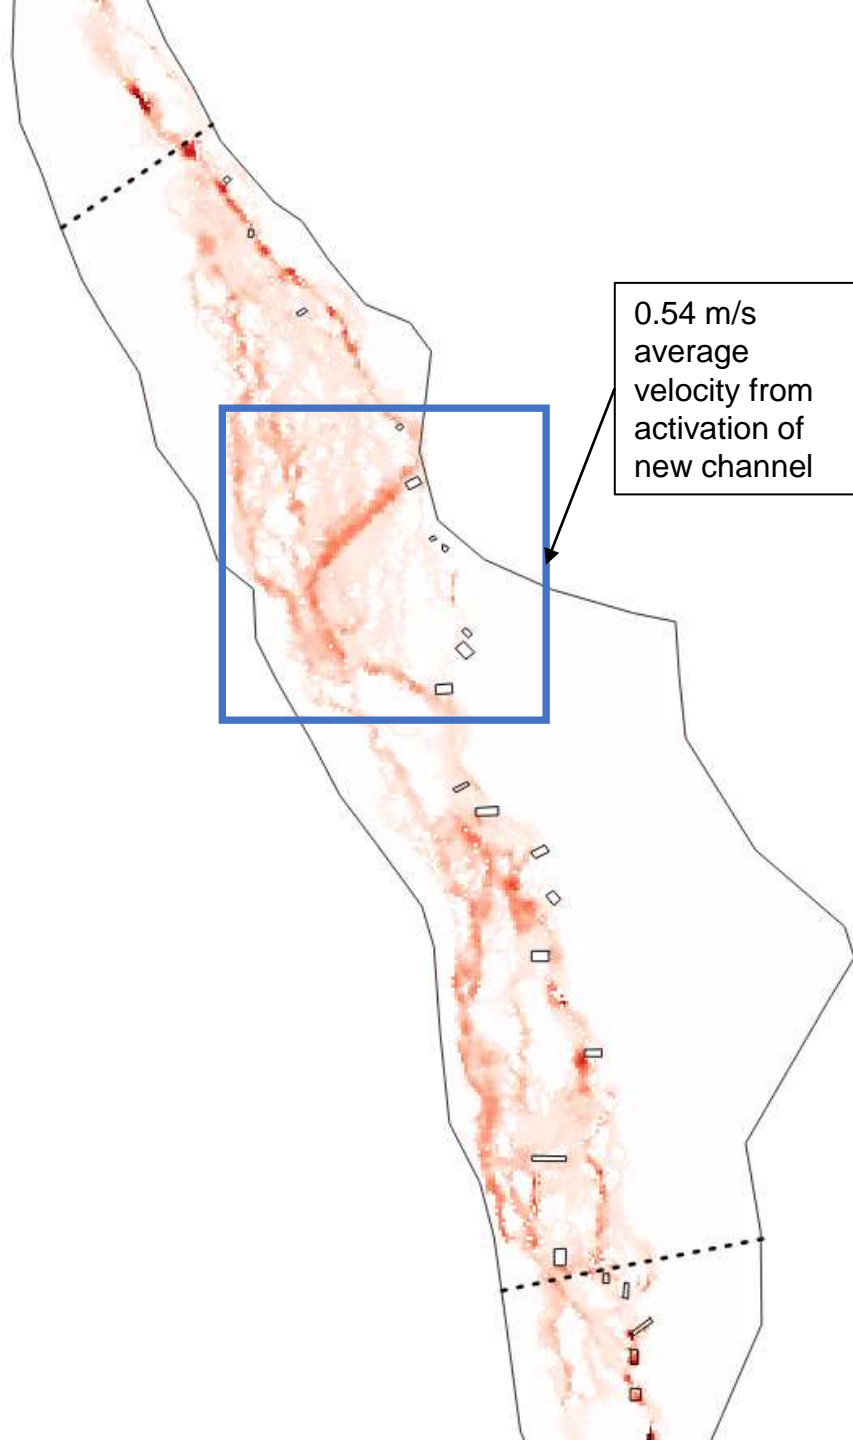 0.54 m/s
average
velocity from
activation of
new channel